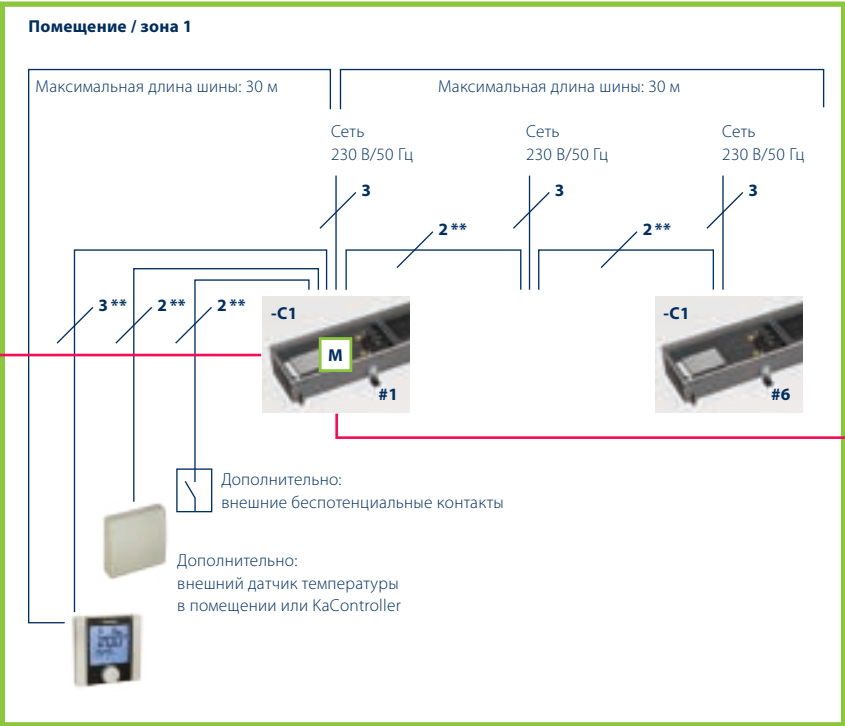 Помещение / зона 1
Максимальная длина шины: 30 м
Максимальная длина шины: 30 м
Сеть
230 В/50 Гц
Сеть
230 В/50 Гц
Сеть
230 В/50 Гц
3
3
3
2**
2**
3**
2**
2**
-C1
M
#1
-C1
#6
Дополнительно:
внешние беспотенциальные контакты
Дополнительно:
внешний датчик температуры
в помещении или KaController